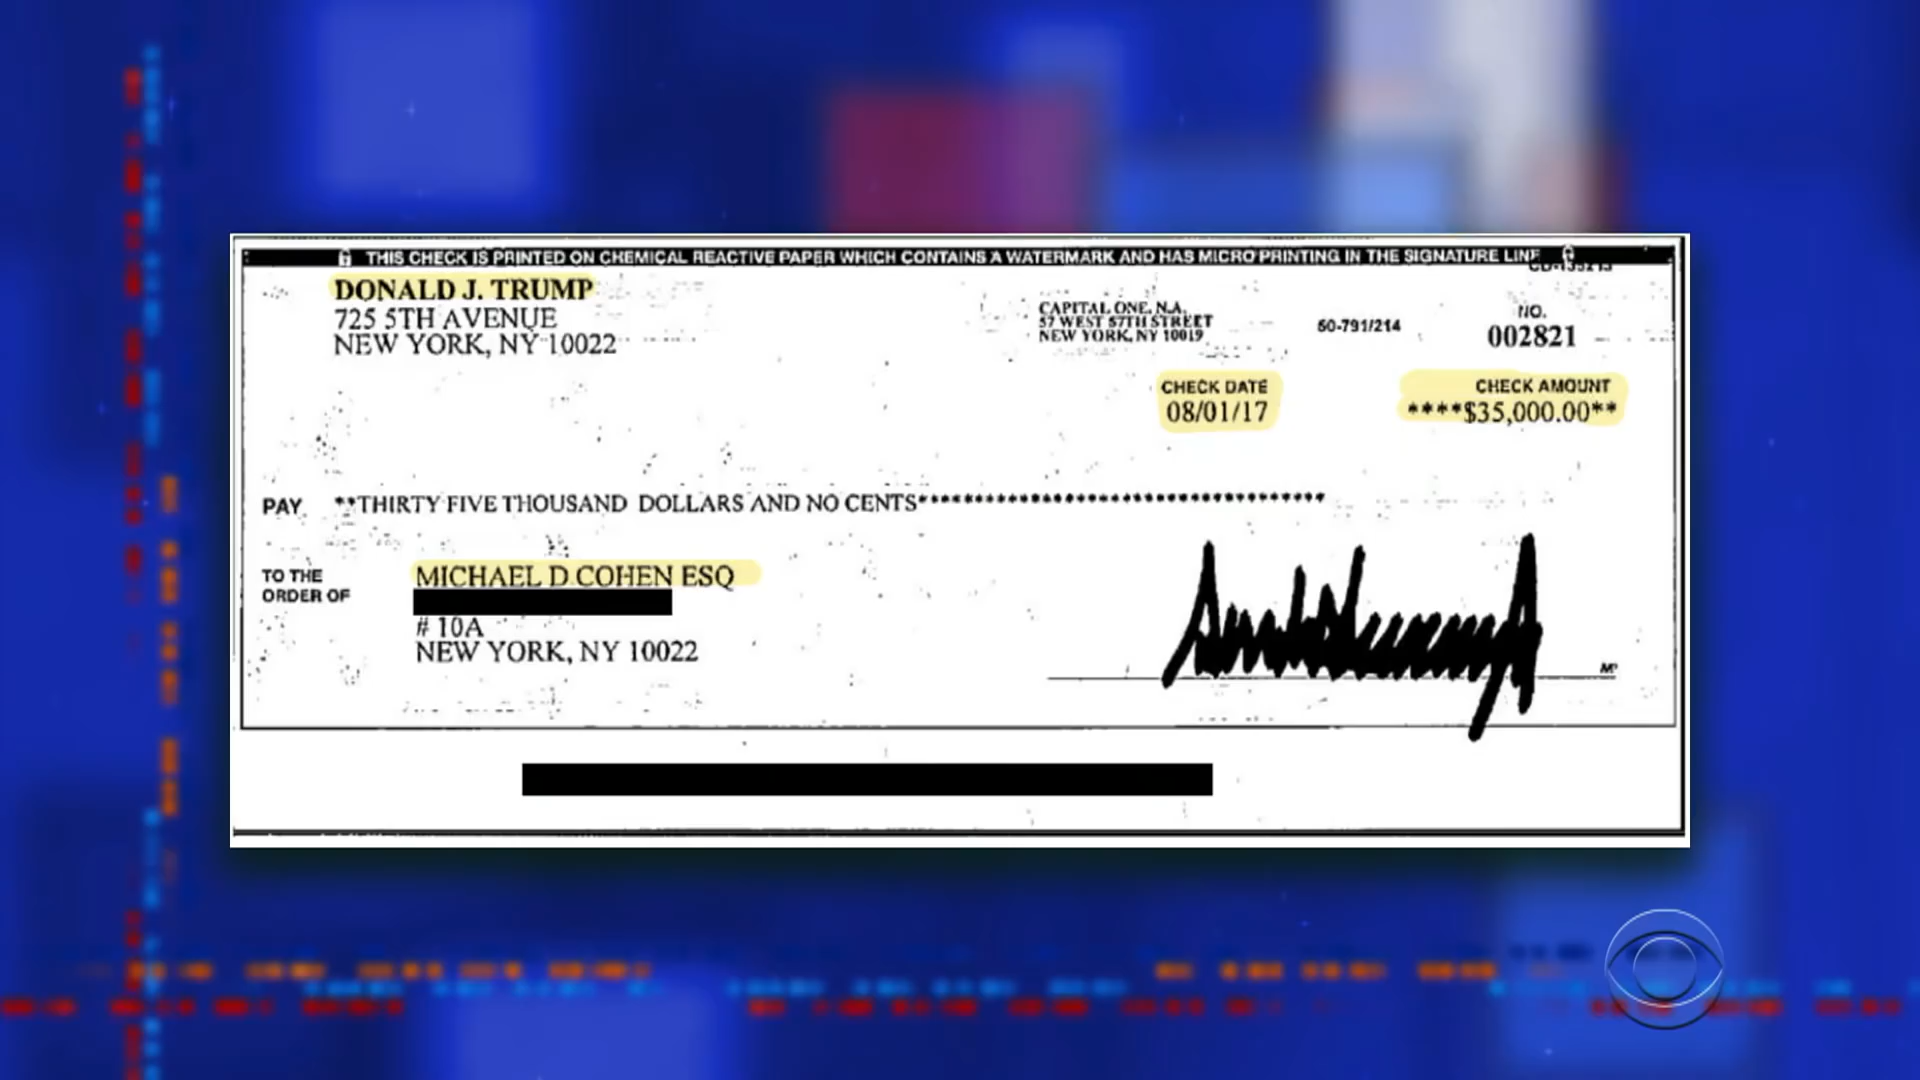 THIS CHECK IS PRINTED ON CHEMICAL REACTIVE PAPER WHICH CONTAINS A WATERMARK AND HAS MICRO PRINTING IN THE SIGNATURE LINE
DONALD J. TRUMP
725 5TH AVENUE
NEW YORK, NY 10022
CAPITAL ONE, N.A.
57 WEST 57TH STREET
NEW YORK, NY 10019
50-791/214
NO.
002821
CHECK DATE
08/01/17
CHECK AMOUNT
****$35,000.00**
PAY **THIRTY FIVE THOUSAND DOLLARS AND NO CENTS*************************************
TO THE
ORDER OF
MICHAEL D COHEN ESQ
# 10A
NEW YORK, NY 10022